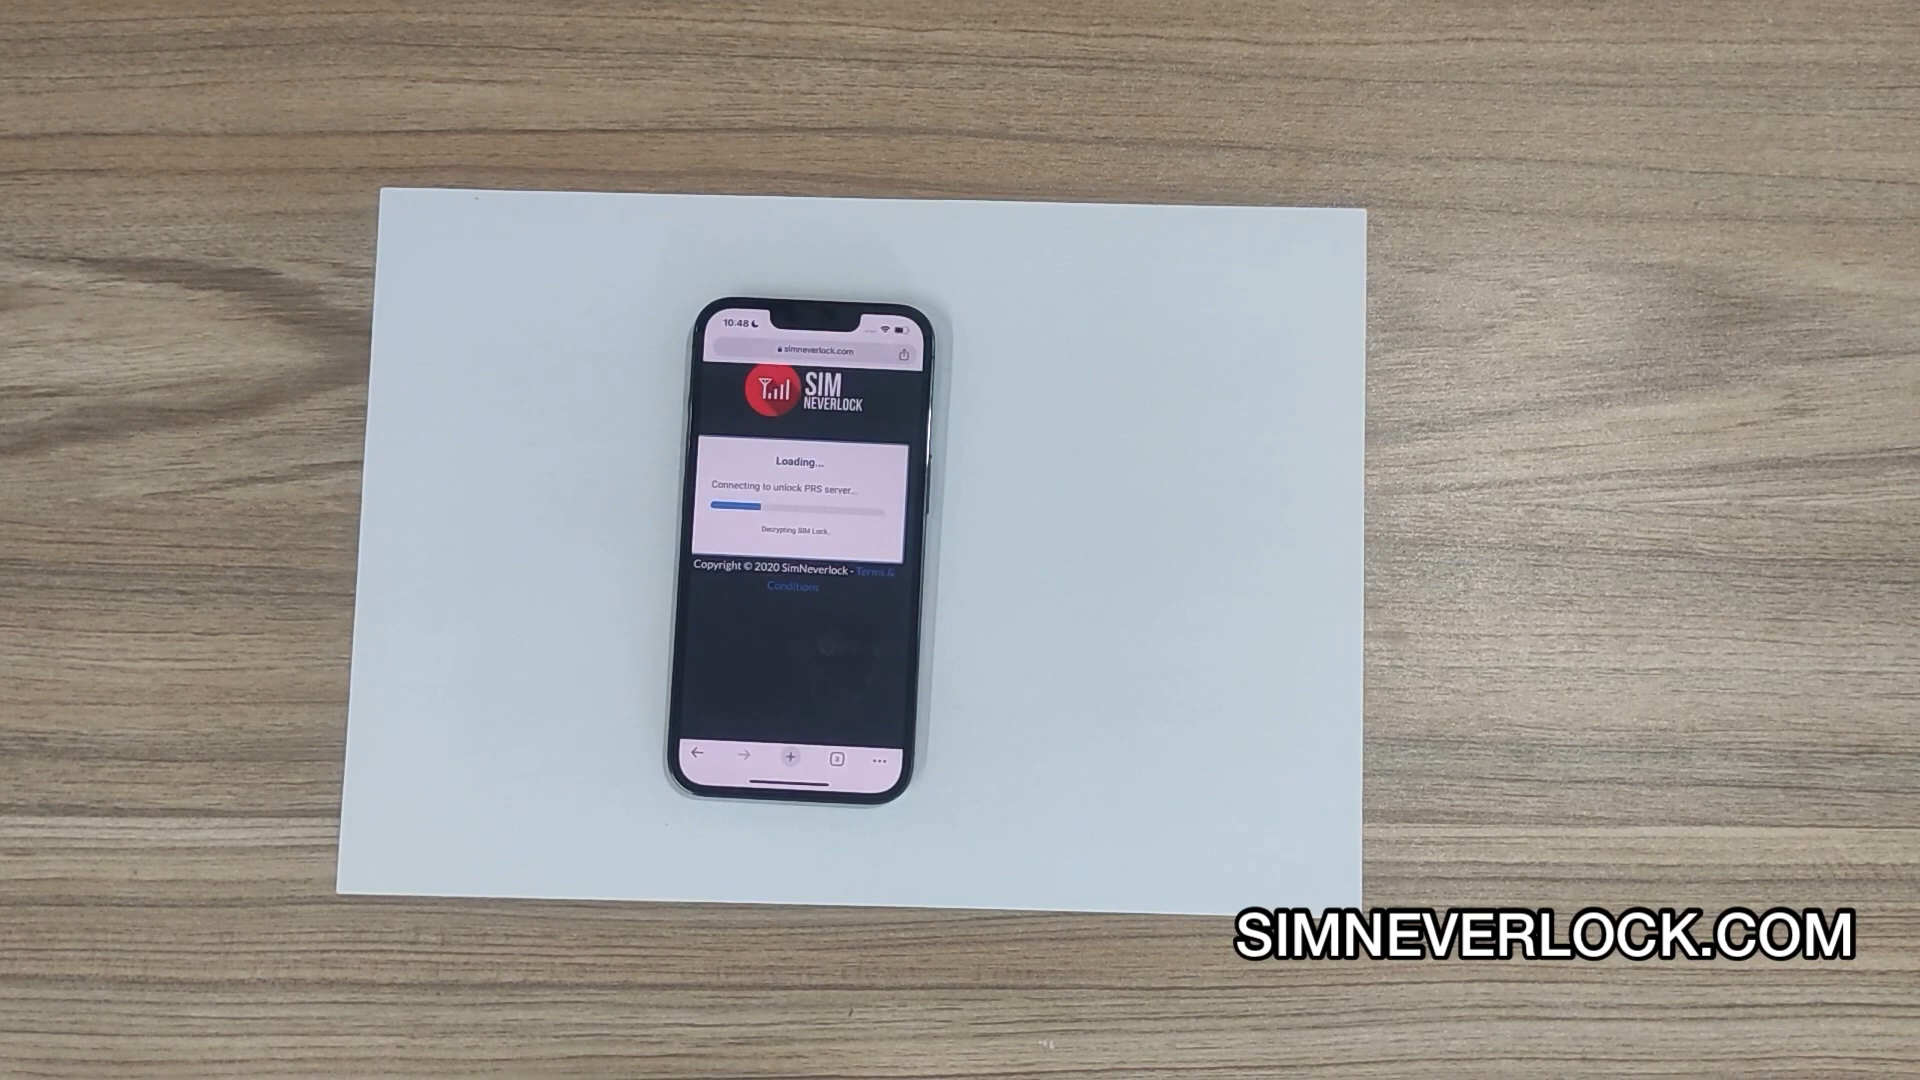 10:48
simneverlock.com
SIM
NEVERLOCK
Loading...
Connecting to unlock PRS server...
Decrypting SIM Lock..
Copyright © 2020 SimNeverlock - Terms &
Conditions
3
SIMNEVERLOCK.COM